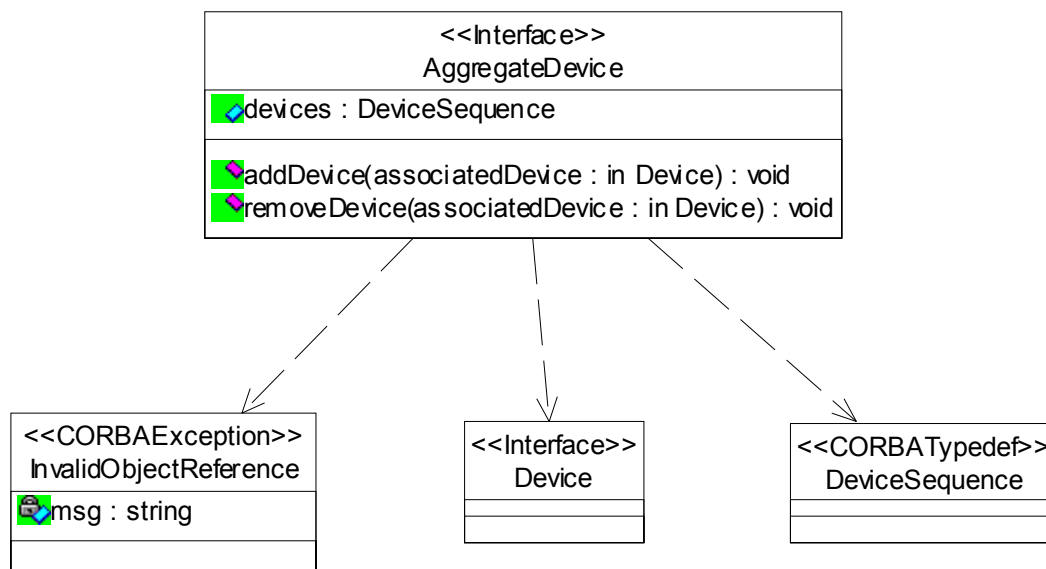 <<Interface>>
AggregateDevice
devices : DeviceSequence
addDevice(associatedDevice : in Device) : void
removeDevice(associatedDevice : in Device) : void
<<CORBAException>>
InvalidObjectReference
msg : string
<<Interface>>
Device
<<CORBATypedef>>
DeviceSequence